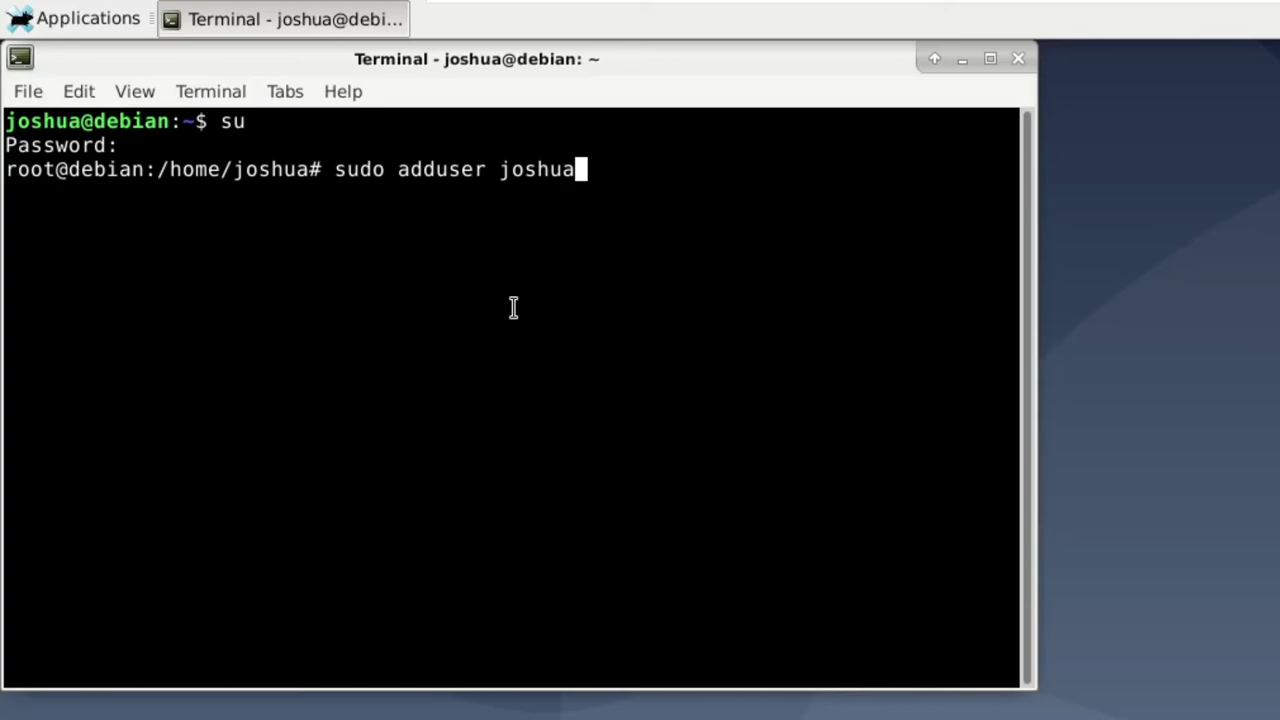 Applications
Terminal - joshua@debi...
Terminal - joshua@debian: ~
File Edit View Terminal Tabs Help
joshua@debian:~$ su
Password:
root@debian:/home/joshua# sudo adduser joshua